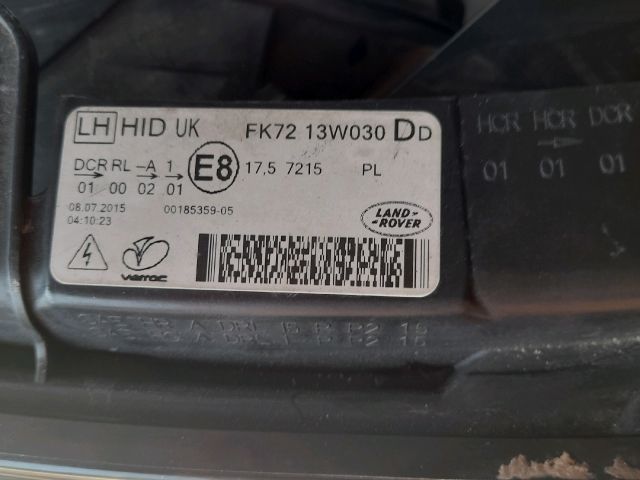 LH HID UK FK72 13W030 DD
DCR RL -A 1 E8 17,5 7215 PL
01 00 02 01
08.07.2015 00185359-05
04:10:23
LAND
ROVER
VARROC
HCR HCR DCR
01 01 01